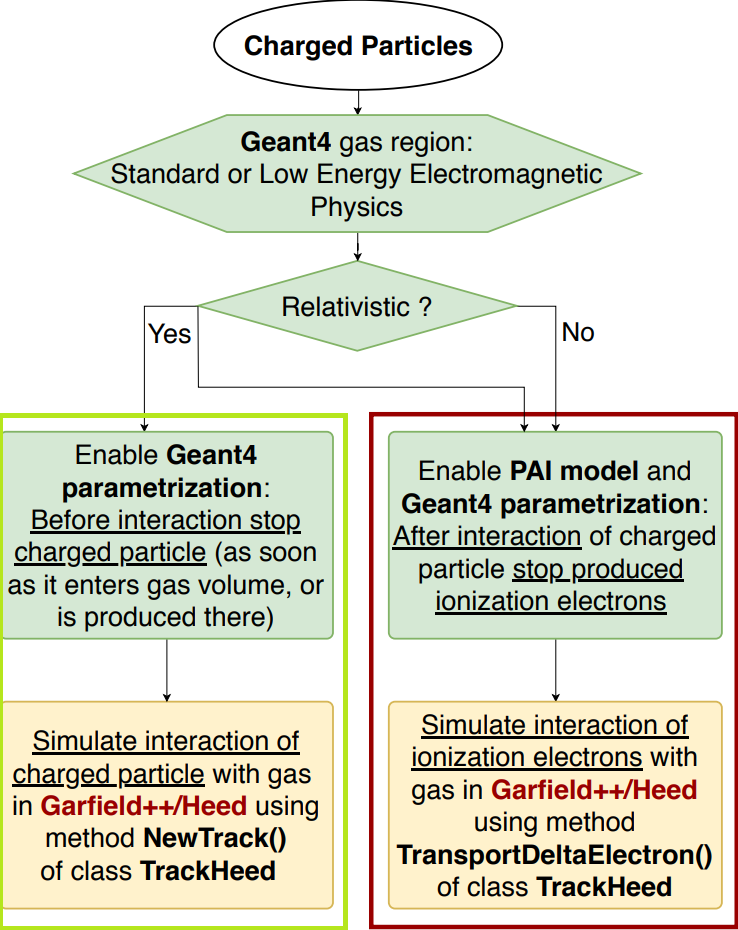 Charged Particles
Geant4 gas region:
Standard or Low Energy Electromagnetic
Physics
Relativistic ?
Yes
No
Enable Geant4
parametrization:
Before interaction stop
charged particle (as soon
as it enters gas volume, or
is produced there)
Enable PAI model and
Geant4 parametrization:
After interaction of charged
particle stop produced
ionization electrons
Simulate interaction of
charged particle with gas
in Garfield++/Heed using
method NewTrack()
of class TrackHeed
Simulate interaction of
ionization electrons with
gas in Garfield++/Heed
using method
TransportDeltaElectron()
of class TrackHeed